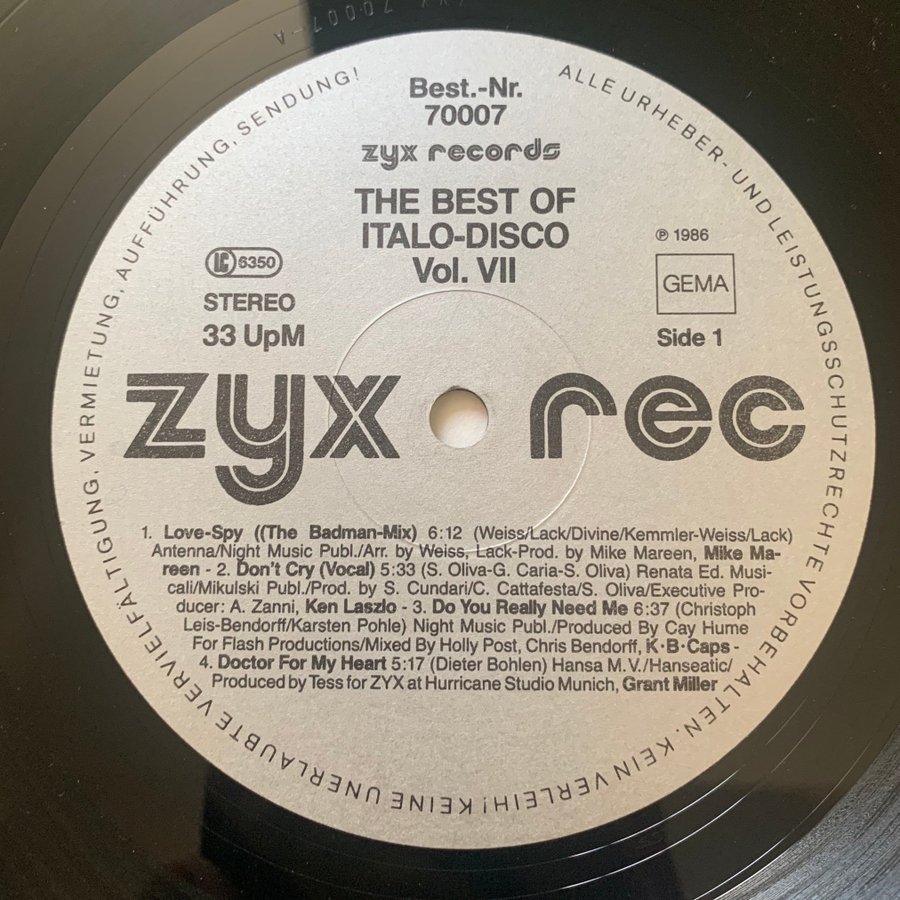 ZYX 70007-A
Best.-Nr.
70007
zyx records
THE BEST OF
ITALO-DISCO
Vol. VII
LC 6350
STEREO
33 UpM
℗ 1986
GEMA
Side 1
zyx rec
1. Love-Spy ((The Badman-Mix) 6:12 (Weiss/Lack/Divine/Kemmler-Weiss/Lack)
Antenna/Night Music Publ./Arr. by Weiss, Lack-Prod. by Mike Mareen, Mike Ma-
reen - 2. Don't Cry (Vocal) 5:33 (S. Oliva-G. Caria-S. Oliva) Renata Ed. Musi-
cali/Mikulski Publ./Prod. by S. Cundari/C. Cattafesta/S. Oliva/Executive Pro-
ducer: A. Zanni, Ken Laszlo - 3. Do You Really Need Me 6:37 (Christoph
Leis-Bendorff/Karsten Pohle) Night Music Publ./Produced By Cay Hume
For Flash Productions/Mixed By Holly Post, Chris Bendorff, K·B·Caps -
4. Doctor For My Heart 5:17 (Dieter Bohlen) Hansa M.V./Hanseatic/
Produced by Tess for ZYX at Hurricane Studio Munich, Grant Miller
ALLE URHEBER- UND LEISTUNGSSCHUTZRECHTE VORBEHALTEN. KEIN VERLEIH! KEINE UNERLAUBTE VERVIELFÄLTIGUNG, VERMIETUNG, AUFFÜHRUNG, SENDUNG!